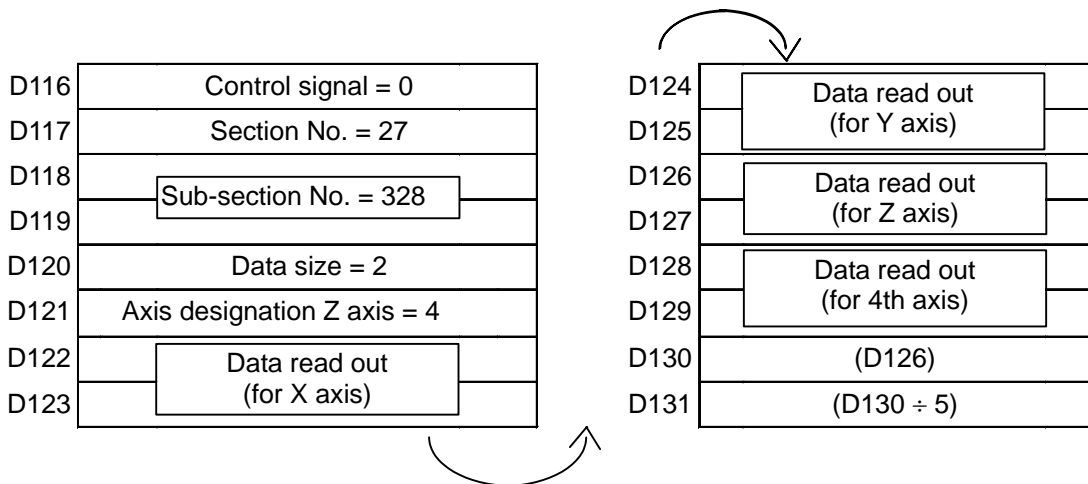 D116 Control signal = 0
D117 Section No. = 27
D118
Sub-section No. = 328
D119
D120 Data size = 2
D121 Axis designation Z axis = 4
D122 Data read out
D123 (for X axis)
D124 Data read out
D125 (for Y axis)
D126 Data read out
D127 (for Z axis)
D128 Data read out
D129 (for 4th axis)
D130 (D126)
D131 (D130 ÷ 5)